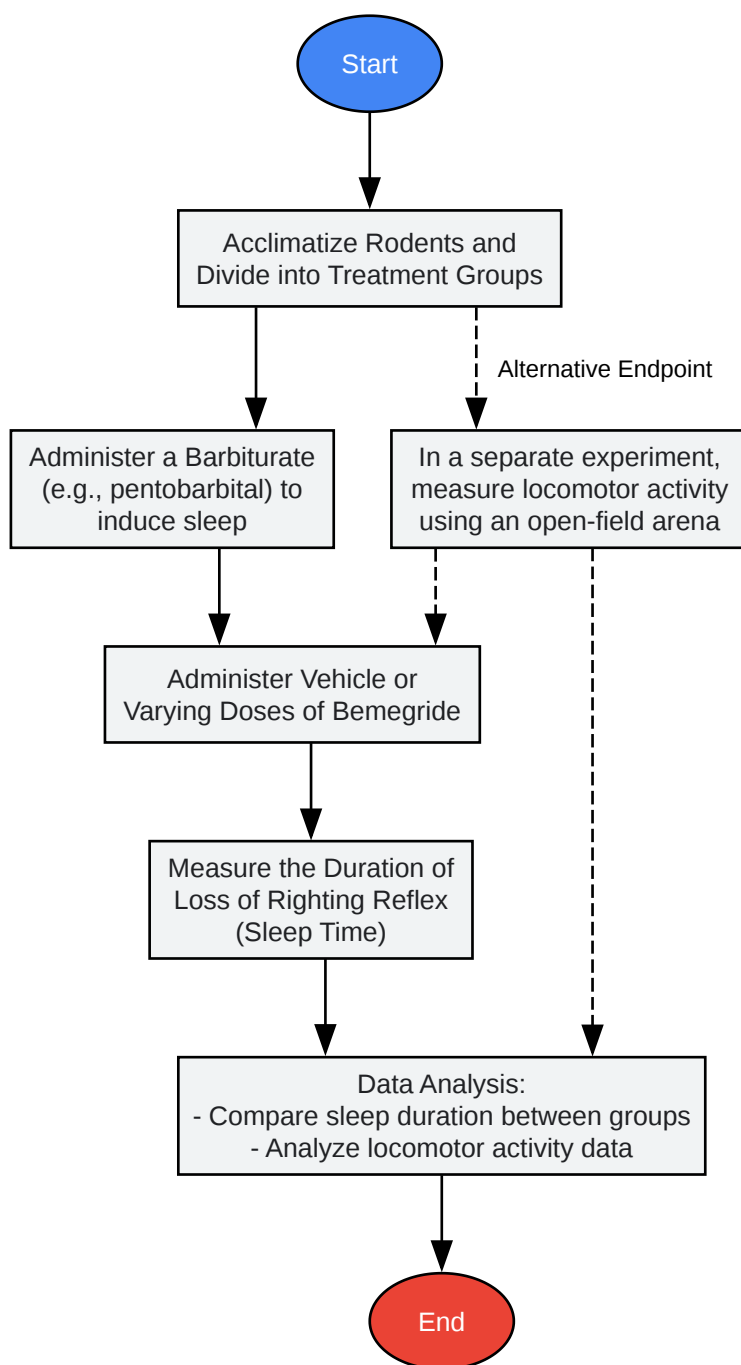 Start
Acclimatize Rodents and
Divide into Treatment Groups
Alternative Endpoint
Administer a Barbiturate
(e.g., pentobarbital) to
induce sleep
In a separate experiment,
measure locomotor activity
using an open-field arena
Administer Vehicle or
Varying Doses of Bemegride
Measure the Duration of
Loss of Righting Reflex
(Sleep Time)
Data Analysis:
- Compare sleep duration between groups
- Analyze locomotor activity data
End